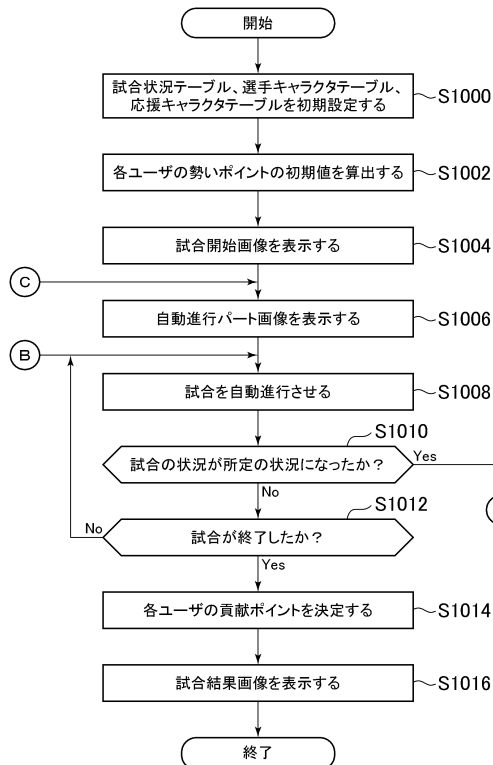 開始
試合状況テーブル、選手キャラクタテーブル、
応援キャラクタテーブルを初期設定する
S1000
各ユーザの勢いポイントの初期値を算出する
S1002
試合開始画像を表示する
S1004
C
自動進行パート画像を表示する
S1006
B
試合を自動進行させる
S1008
S1010
試合の状況が所定の状況になったか？
Yes
No
S1012
試合が終了したか？
No
Yes
各ユーザの貢献ポイントを決定する
S1014
試合結果画像を表示する
S1016
終了